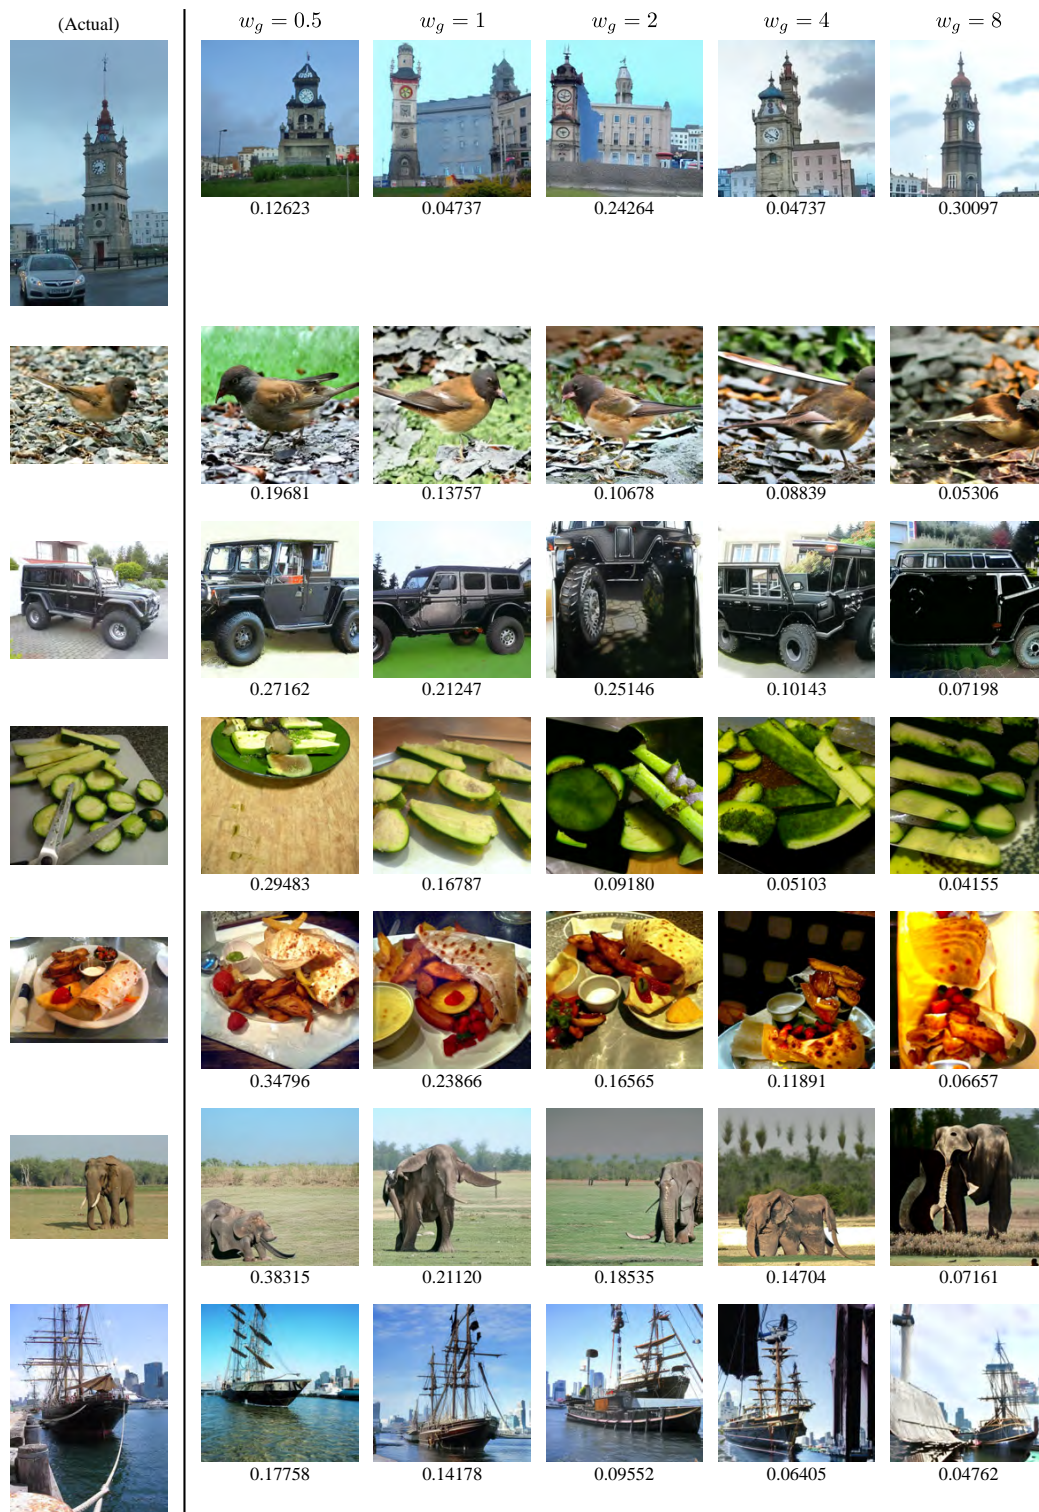 (Actual) w_g = 0.5 w_g = 1 w_g = 2 w_g = 4 w_g = 8
0.12623 0.04737 0.24264 0.04737 0.30097
0.19681 0.13757 0.10678 0.08839 0.05306
0.27162 0.21247 0.25146 0.10143 0.07198
0.29483 0.16787 0.09180 0.05103 0.04155
0.34796 0.23866 0.16565 0.11891 0.06657
0.38315 0.21120 0.18535 0.14704 0.07161
0.17758 0.14178 0.09552 0.06405 0.04762